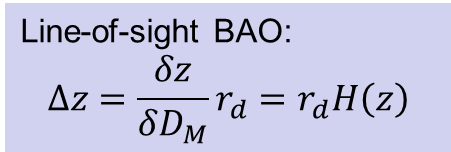 Line-of-sight BAO:
Δz = δz/δD_M r_d = r_d H(z)